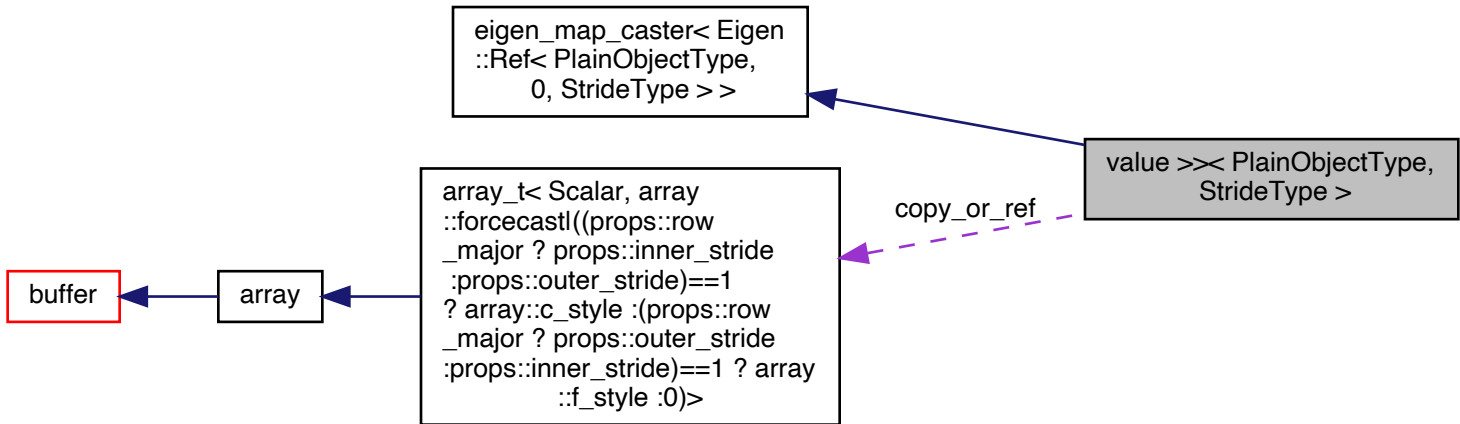 eigen_map_caster< Eigen
::Ref< PlainObjectType,
0, StrideType > >
value >>< PlainObjectType,
StrideType >
copy_or_ref
array_t< Scalar, array
::forcecast|((props::row
_major ? props::inner_stride
:props::outer_stride)==1
? array::c_style :(props::row
_major ? props::outer_stride
:props::inner_stride)==1 ? array
::f_style :0)>
buffer
array